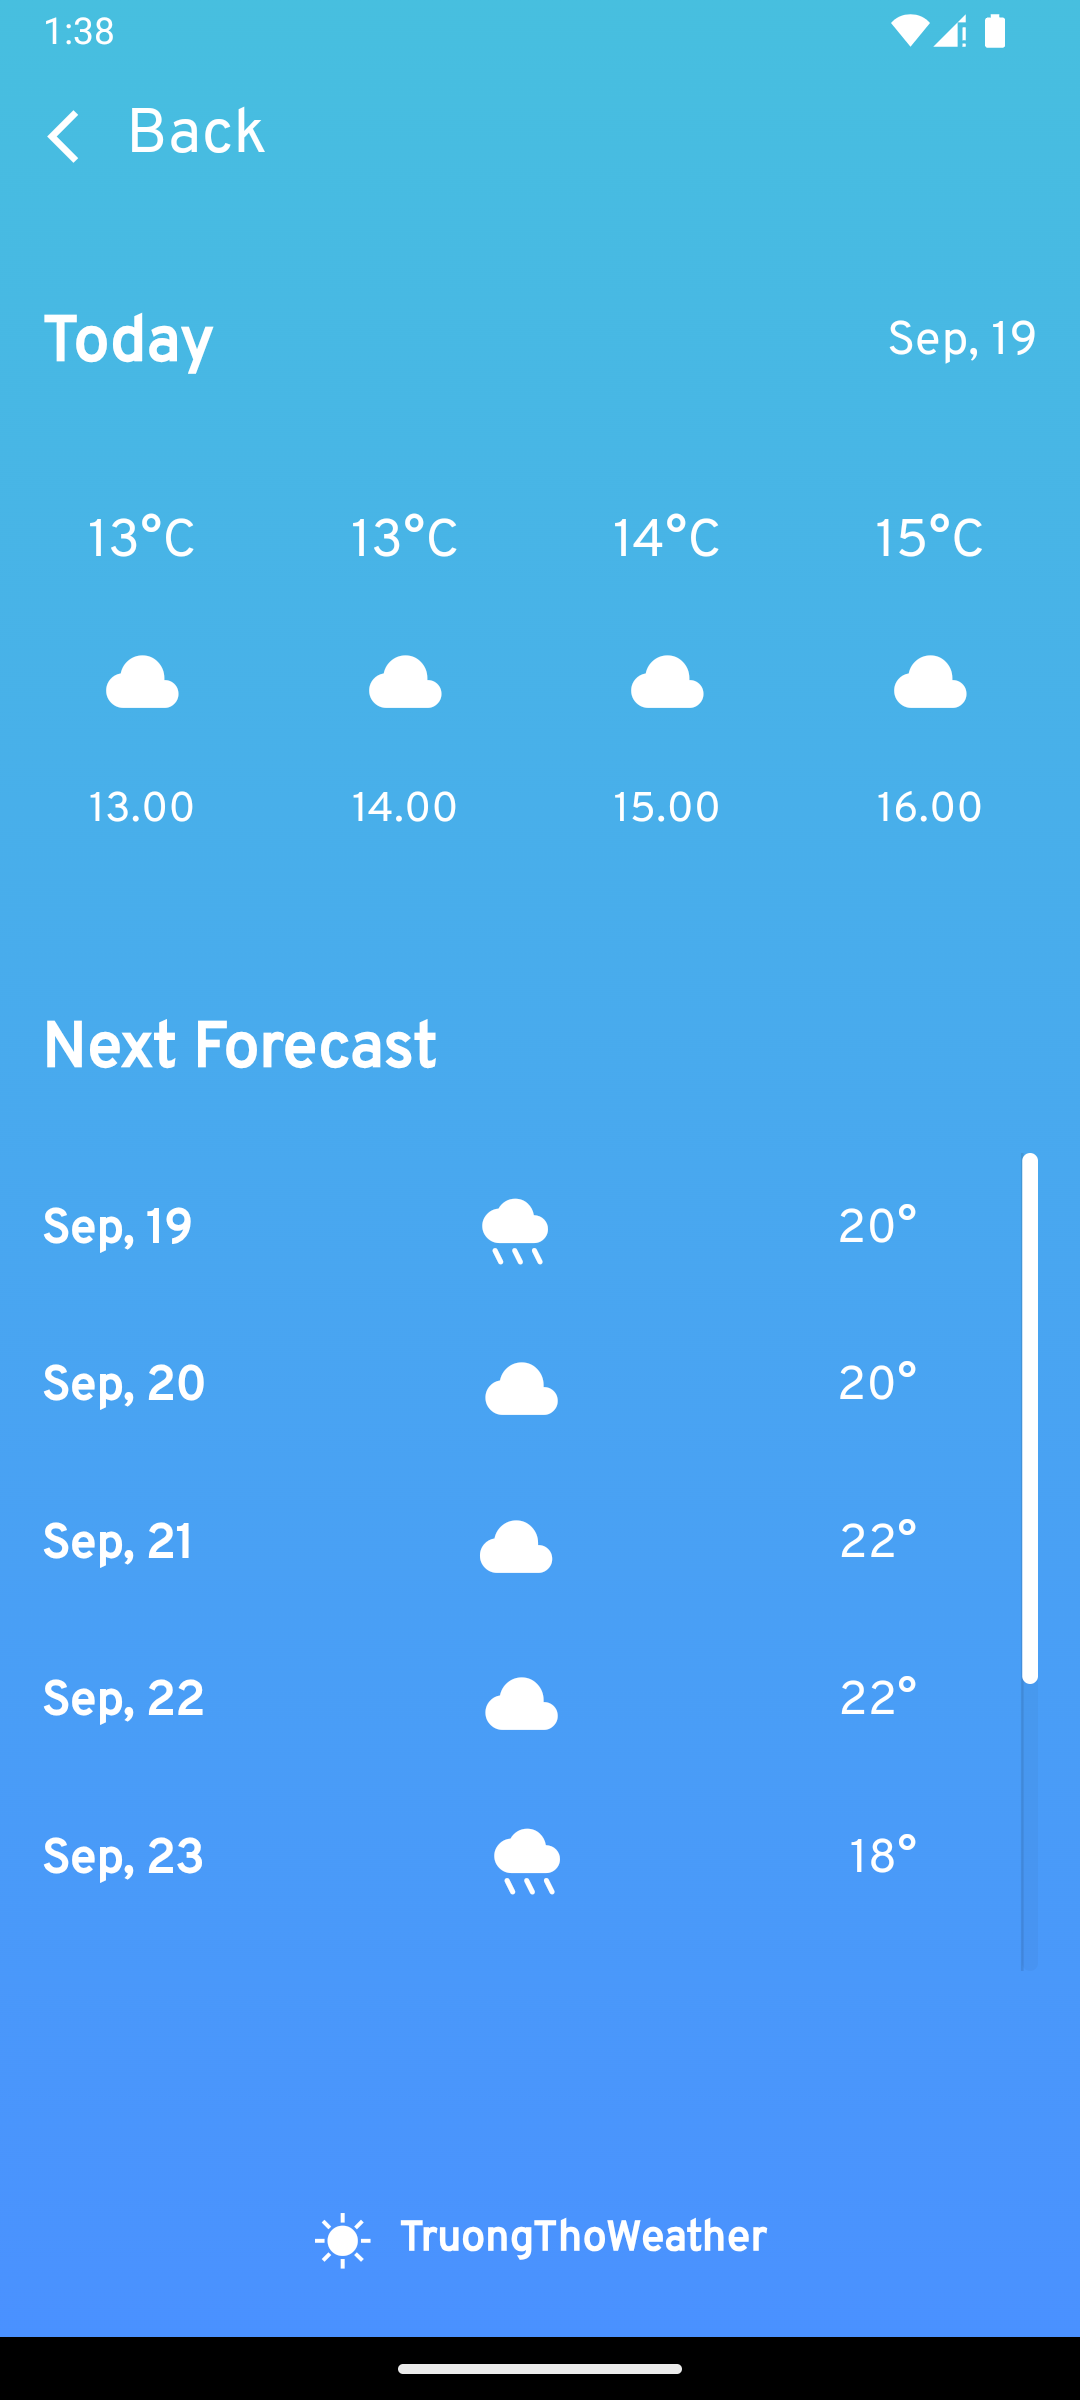 1:38
Back
Today
Sep, 19
13°C 13°C 14°C 15°C
13.00 14.00 15.00 16.00
Next Forecast
Sep, 19 20°
Sep, 20 20°
Sep, 21 22°
Sep, 22 22°
Sep, 23 18°
TruongThoWeather